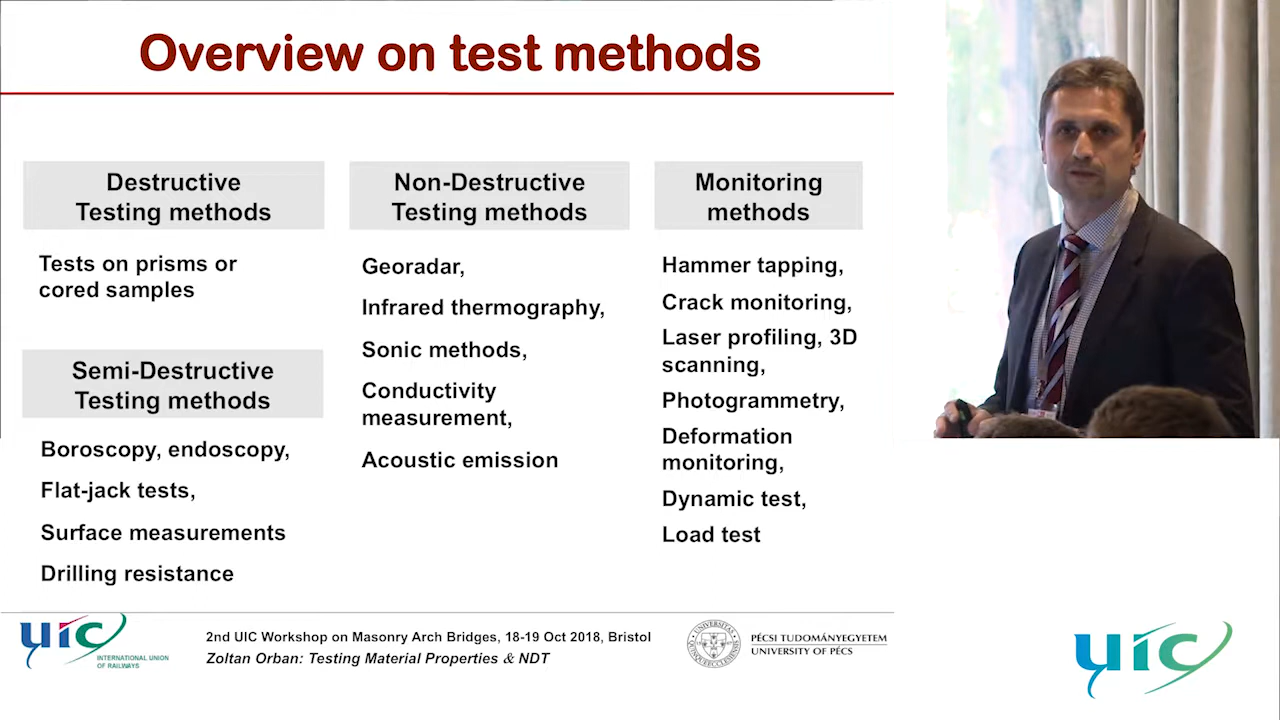 Overview on test methods
Destructive
Testing methods
Tests on prisms or
cored samples
Semi-Destructive
Testing methods
Boroscopy, endoscopy,
Flat-jack tests,
Surface measurements
Drilling resistance
Non-Destructive
Testing methods
Georadar,
Infrared thermography,
Sonic methods,
Conductivity
measurement,
Acoustic emission
Monitoring
methods
Hammer tapping,
Crack monitoring,
Laser profiling, 3D
scanning,
Photogrammetry,
Deformation
monitoring,
Dynamic test,
Load test
uic
INTERNATIONAL UNION
OF RAILWAYS
2nd UIC Workshop on Masonry Arch Bridges, 18-19 Oct 2018, Bristol
Zoltan Orban: Testing Material Properties & NDT
PÉCSI TUDOMÁNYEGYETEM
UNIVERSITY OF PÉCS
uic